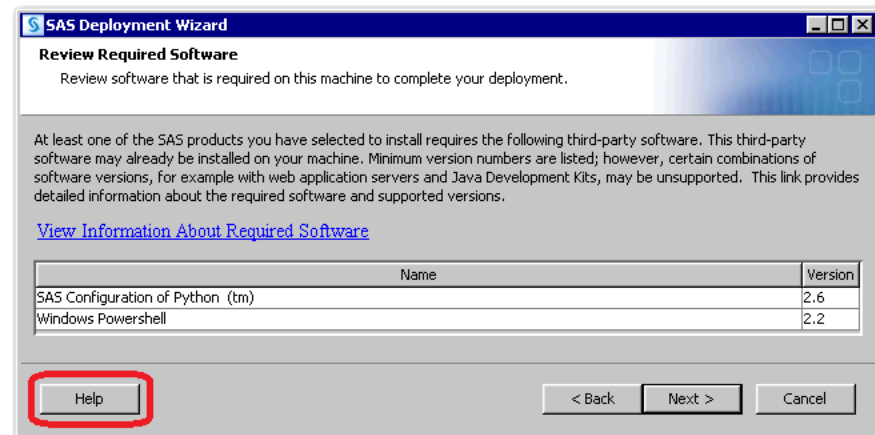 SAS Deployment Wizard
Review Required Software
Review software that is required on this machine to complete your deployment.
At least one of the SAS products you have selected to install requires the following third-party software. This third-party
software may already be installed on your machine. Minimum version numbers are listed; however, certain combinations of
software versions, for example with web application servers and Java Development Kits, may be unsupported. This link provides
detailed information about the required software and supported versions.
View Information About Required Software
Name Version
SAS Configuration of Python (tm) 2.6
Windows Powershell 2.2
Help < Back Next > Cancel